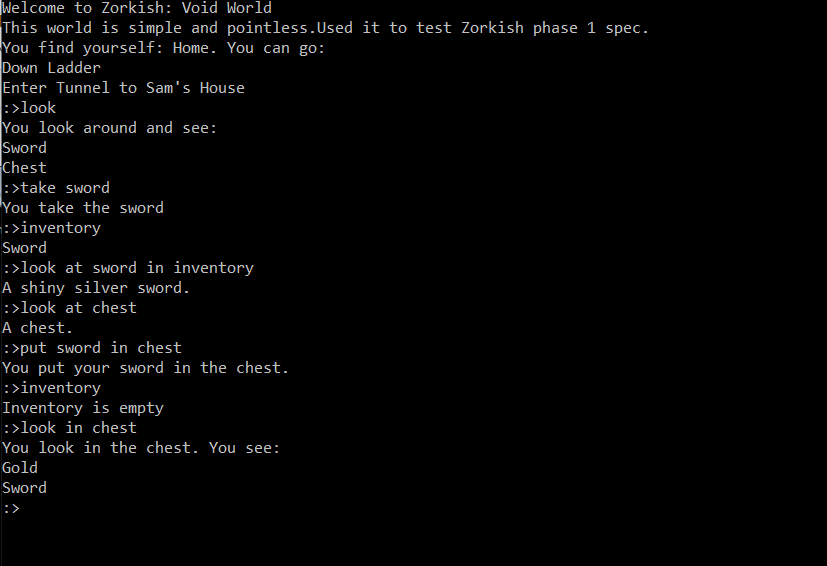 Welcome to Zorkish: Void World
This world is simple and pointless.Used it to test Zorkish phase 1 spec.
You find yourself: Home. You can go:
Down Ladder
Enter Tunnel to Sam's House
:>look
You look around and see:
Sword
Chest
:>take sword
You take the sword
:>inventory
Sword
:>look at sword in inventory
A shiny silver sword.
:>look at chest
A chest.
:>put sword in chest
You put your sword in the chest.
:>inventory
Inventory is empty
:>look in chest
You look in the chest. You see:
Gold
Sword
:>